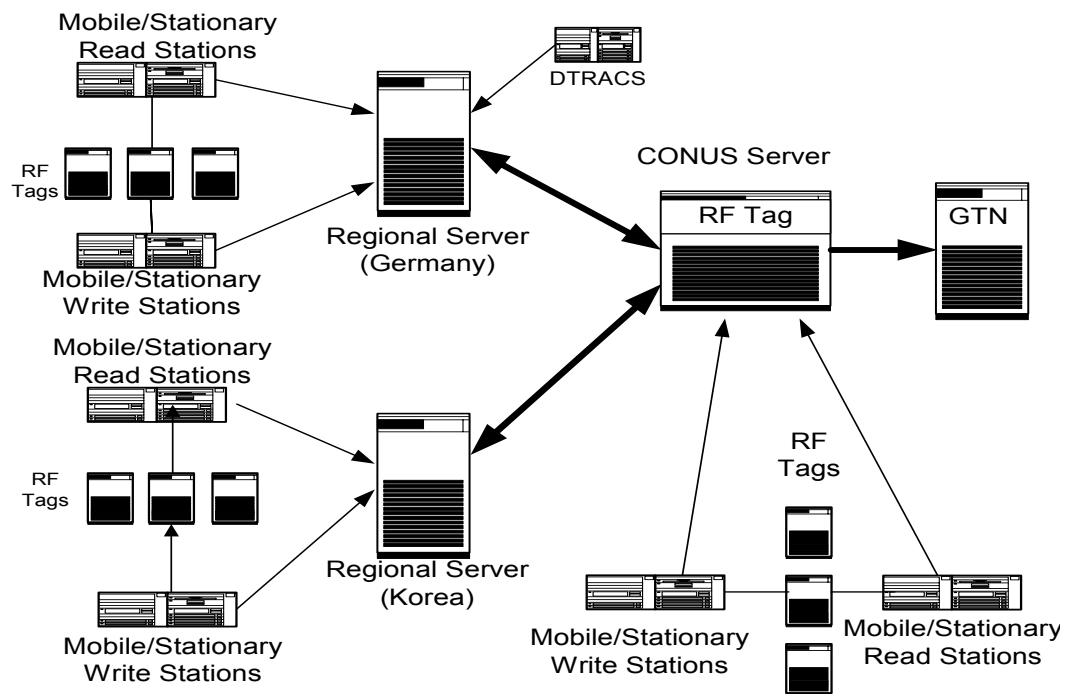 Mobile/Stationary
Read Stations
DTRACS
RF
Tags
Mobile/Stationary
Write Stations
Regional Server
(Germany)
CONUS Server
RF Tag
GTN
Mobile/Stationary
Read Stations
RF
Tags
Mobile/Stationary
Write Stations
Regional Server
(Korea)
RF
Tags
Mobile/Stationary
Write Stations
Mobile/Stationary
Read Stations